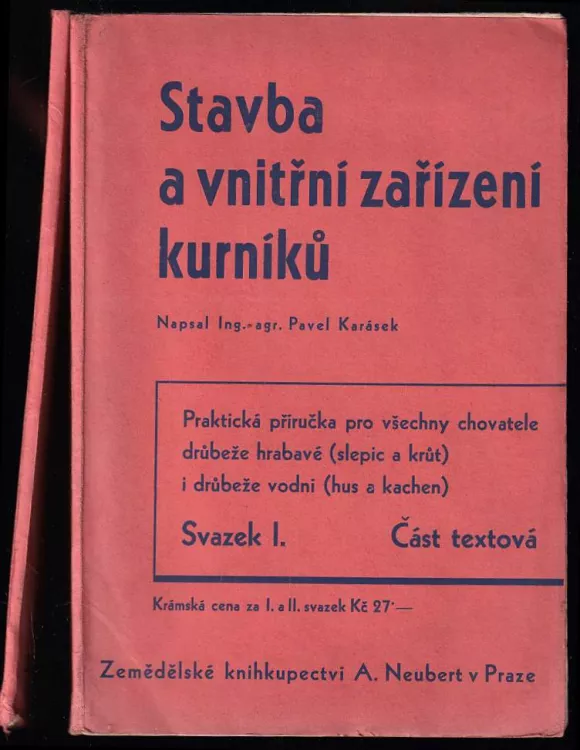 Stavba
a vnitřní zařízení
kurníků
Napsal Ing.-agr. Pavel Karásek
Praktická příručka pro všechny chovatele
drůbeže hrabavé (slepic a krůt)
i drůbeže vodní (hus a kachen)
Svazek I. Část textová
Krámská cena za I. a II. svazek Kč 27·—
Zemědělské knihkupectví A. Neubert v Praze